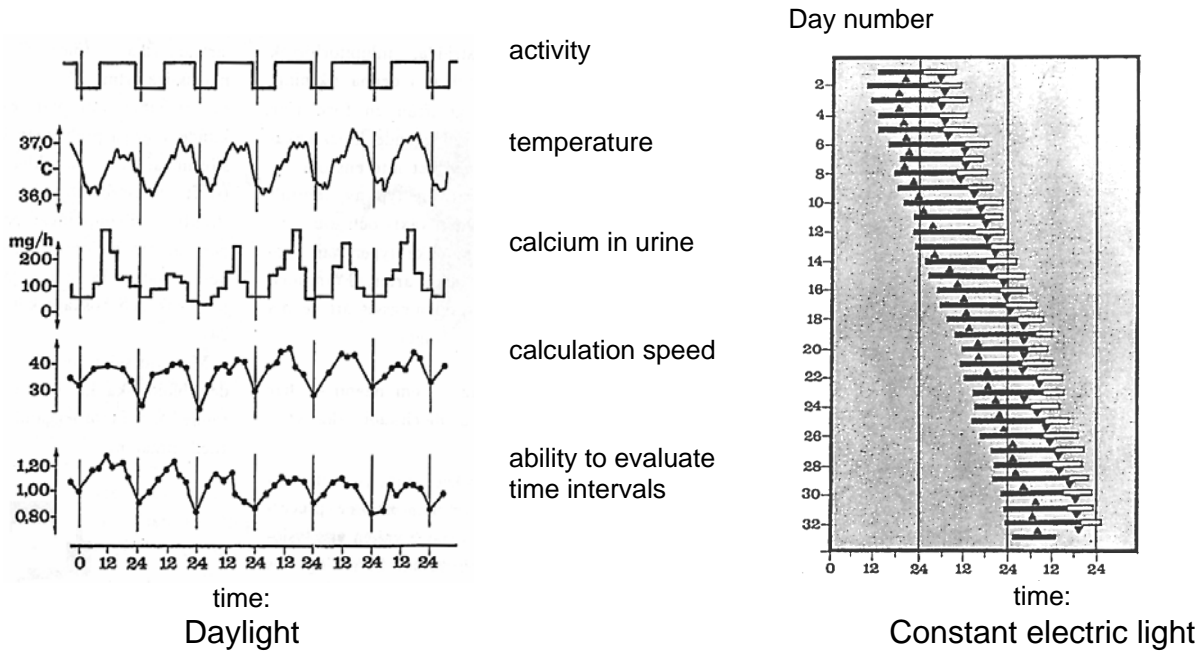 Day number
activity
temperature
calcium in urine
calculation speed
ability to evaluate
time intervals
37,0
°C
36,0
mg/h
200
100
0
40
30
1,20
1,00
0,80
0 12 24 12 24 12 24 12 24 12 24 12 24
time:
Daylight
2
4
6
8
10
12
14
16
18
20
22
24
26
28
30
32
0 12 24 12 24 12 24
time:
Constant electric light